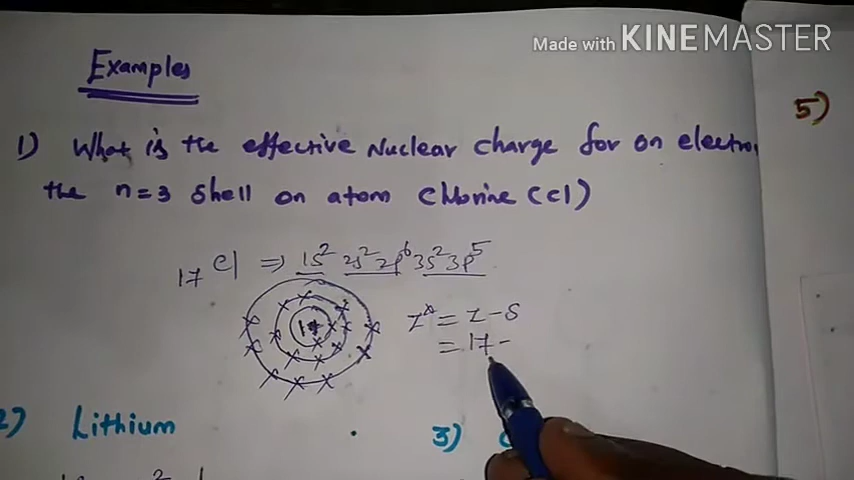 Made with KINEMASTER
Examples
5)
1) What is the effective Nuclear charge for on electron
the n=3 shell on atom Chlorine (Cl)
17 Cl ⇒ 1s² 2s² 2p⁶ 3s² 3p⁵
17
Z* = Z-S
= 17-
2) Lithium
3)